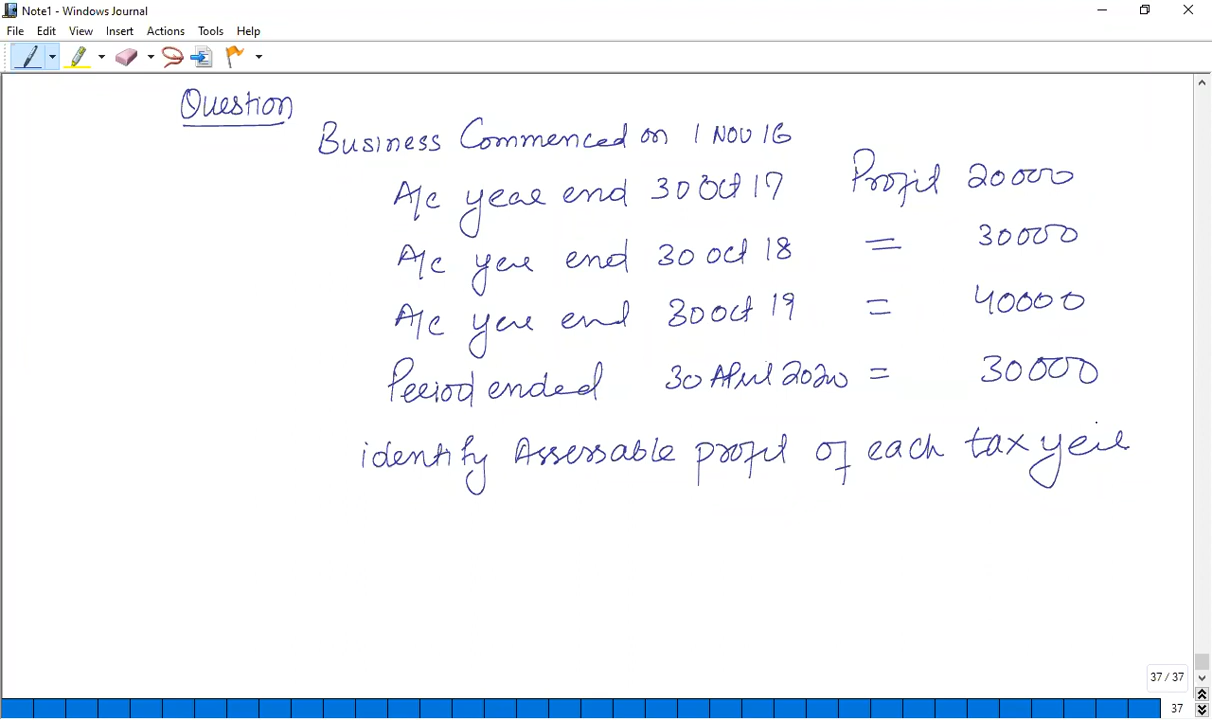 Note1 - Windows Journal
File Edit View Insert Actions Tools Help
Question
Business Commenced on 1 NOV 16
A/c year end 30 Oct 17 Profit 20000
A/c year end 30 Oct 18 = 30000
A/c year end 30 Oct 19 = 40000
Period ended 30 April 2020 = 30000
identify Assessable profit of each tax year
37 / 37
37